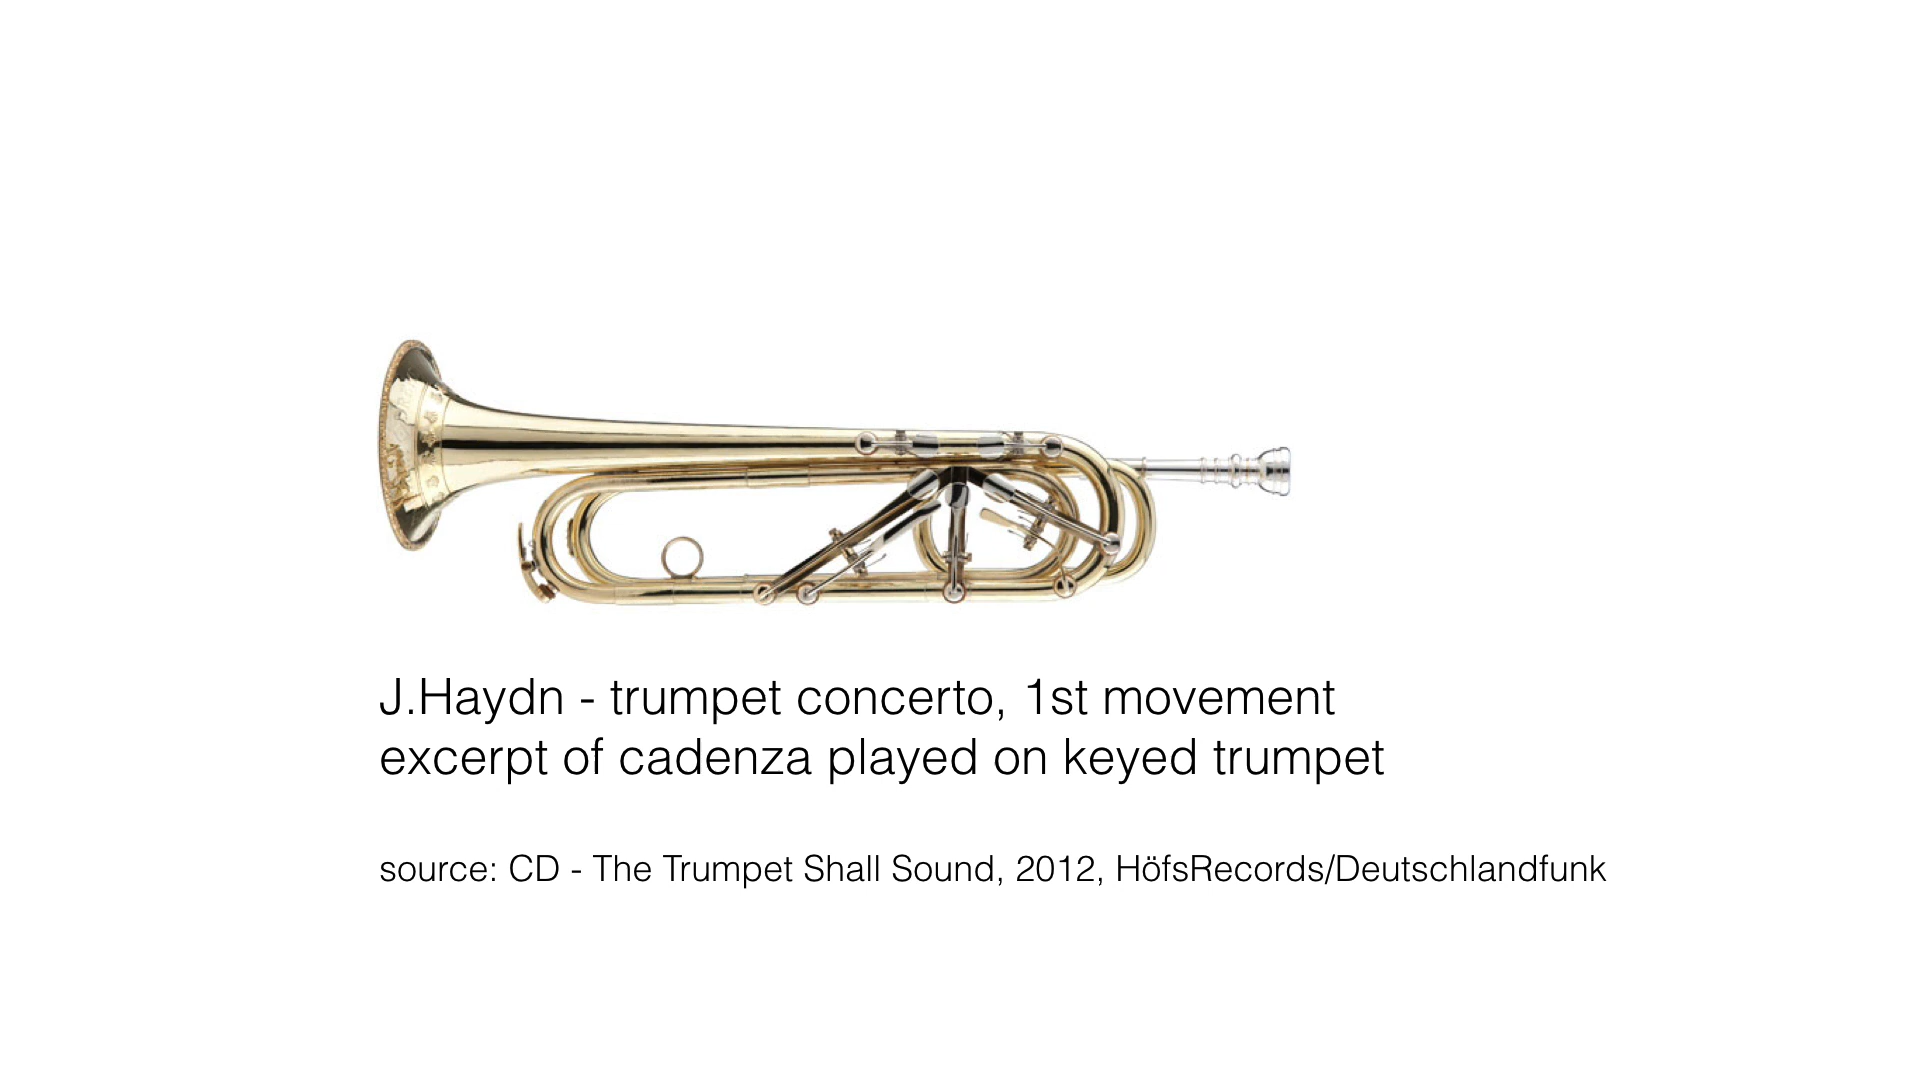 J.Haydn - trumpet concerto, 1st movement
excerpt of cadenza played on keyed trumpet
source: CD - The Trumpet Shall Sound, 2012, HöfsRecords/Deutschlandfunk